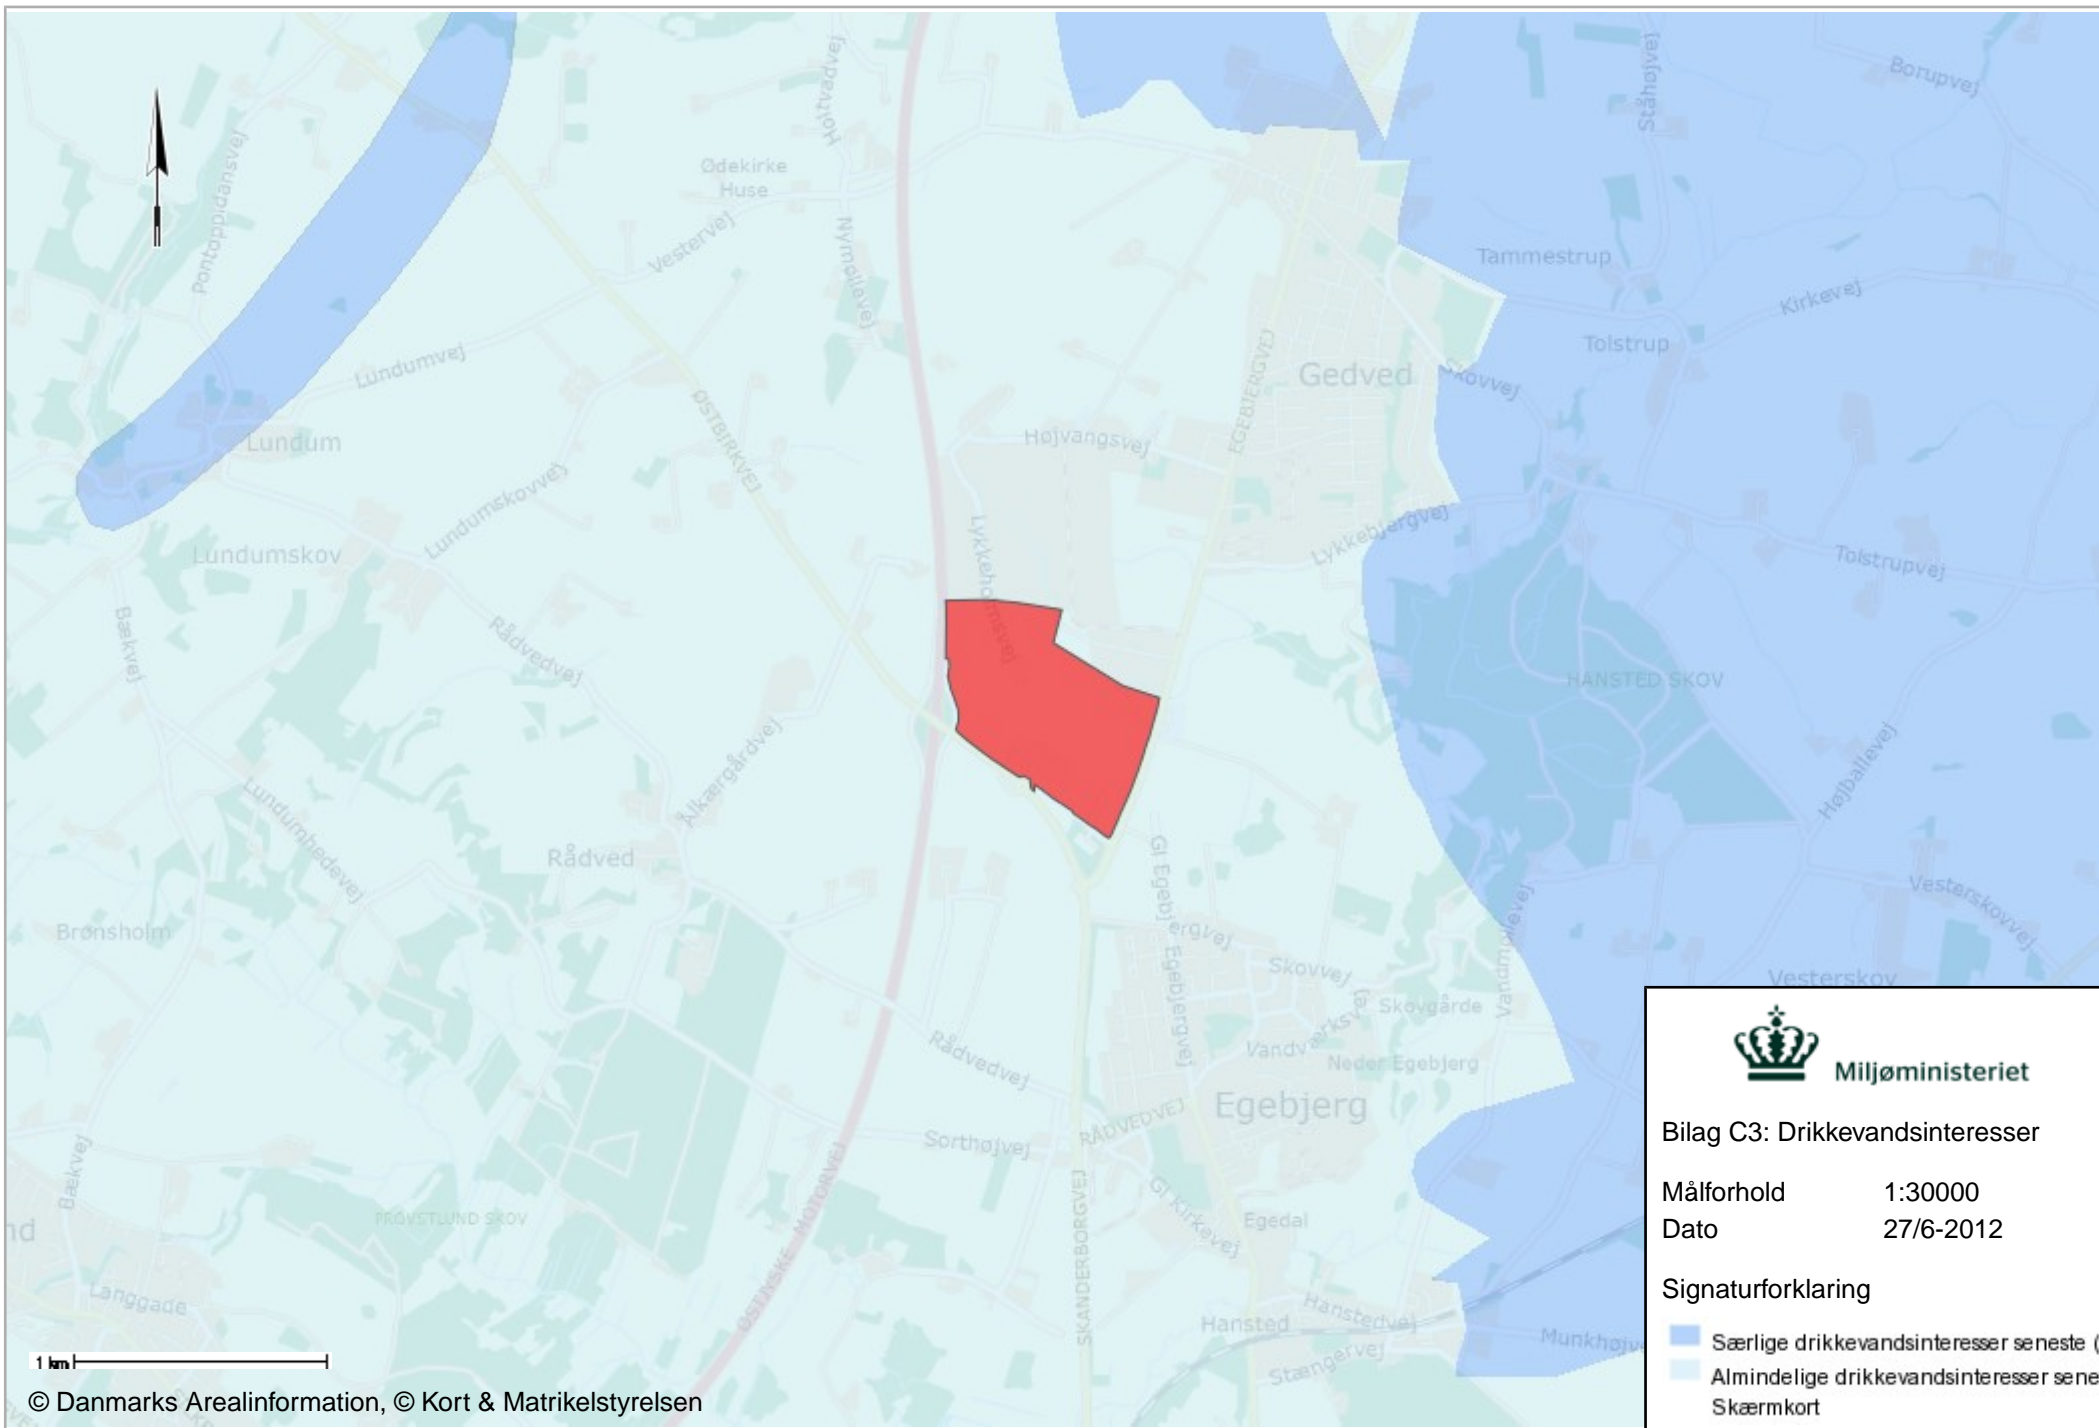 Borupvej
Ståhøjvej
Holtvadvej
Pontoppidansvej
Ødekirke
Huse
Vestervej
Nymøllevej
Tammestrup
Kirkevej
Tolstrup
Lundumvej
EGEBJERGVEJ
Gedved
Skovvej
ØSTBIRKVEJ
Højvangsvej
Lundum
Lundumskovvej
Lykkebjergvej
Lykkeholmsvej
Lundumskov
Tolstrupvej
Bækvej
Rådvedvej
HANSTED SKOV
Højballevej
Ålkærgårdvej
Lundumhedevej
Rådved
Gl Egebjergvej
Vesterskovvej
Brønsholm
Egebjergvej
Skovvej
Vandmøllevej
Vesterskov
Skovgårde
Vandværksvej
Neder Egebjerg
Rådvedvej
Egebjerg
RÅDVEDVEJ
Sorthøjvej
Bækvej
Gl Kirkevej
PROVSTLUND SKOV
Egedal
nd
ØSTJYSKE MOTORVEJ
SKANDERBORGVEJ
Langgade
Hansted
Hanstedvej
Munkhøjv
Stængervej
1 km
© Danmarks Arealinformation, © Kort & Matrikelstyrelsen
Miljøministeriet
Bilag C3: Drikkevandsinteresser
Målforhold 1:30000
Dato 27/6-2012
Signaturforklaring
Særlige drikkevandsinteresser seneste (
Almindelige drikkevandsinteresser sene
Skærmkort